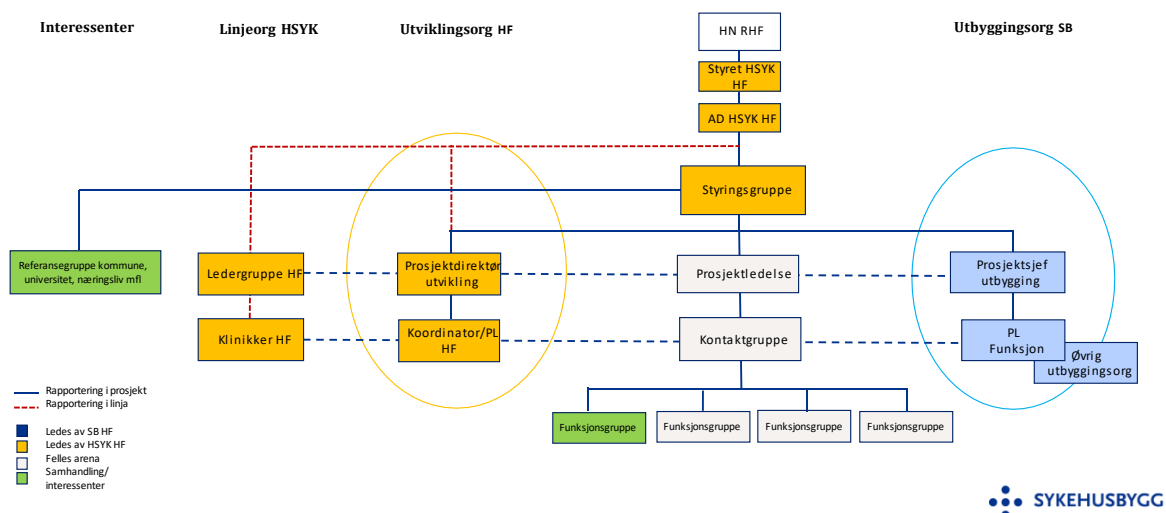 Interessenter
Linjeorg HSYK
Utviklingsorg HF
Utbyggingsorg SB
HN RHF
Styret HSYK
HF
AD HSYK HF
Styringsgruppe
Referansegruppe kommune,
universitet, næringsliv mfl
Ledergruppe HF
Prosjektdirektør
utvikling
Prosjektledelse
Prosjektsjef
utbygging
Klinikker HF
Koordinator/PL
HF
Kontaktgruppe
PL
Funksjon
Øvrig
utbyggingsorg
Funksjonsgruppe
Funksjonsgruppe
Funksjonsgruppe
Funksjonsgruppe
Rapportering i prosjekt
Rapportering i linja
Ledes av SB HF
Ledes av HSYK HF
Felles arena
Samhandling/
interessenter
SYKEHUSBYGG